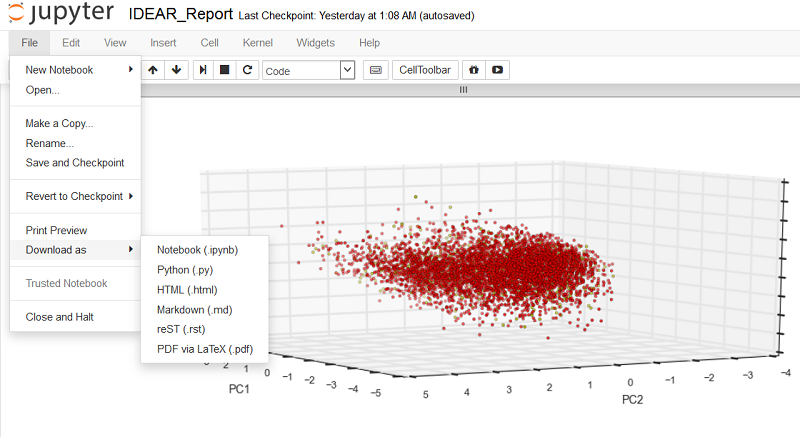 jupyter IDEAR_Report Last Checkpoint: Yesterday at 1:08 AM (autosaved)
File Edit View Insert Cell Kernel Widgets Help
Code CellToolbar
New Notebook
Open...
Make a Copy...
Rename...
Save and Checkpoint
Revert to Checkpoint
Print Preview
Download as
Trusted Notebook
Close and Halt
Notebook (.ipynb)
Python (.py)
HTML (.html)
Markdown (.md)
reST (.rst)
PDF via LaTeX (.pdf)
2 1 0 −1 −2 −3 −4 −5
PC1
5 4 3 2 1 0 −1 −2 −3 −4
PC2